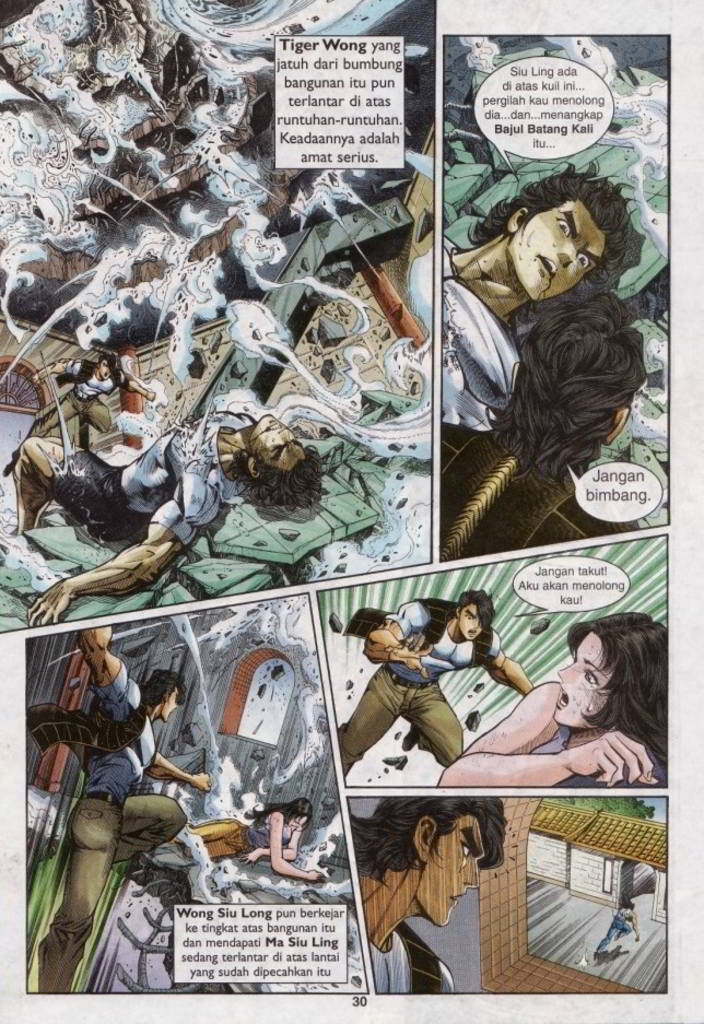 Tiger Wong yang
jatuh dari bumbung
bangunan itu pun
terlantar di atas
runtuhan-runtuhan.
Keadaannya adalah
amat serius.
Siu Ling ada
di atas kuil ini...
pergilah kau menolong
dia...dan...menangkap
Bajul Batang Kali
itu...
Jangan
bimbang.
Jangan takut!
Aku akan menolong
kau!
Wong Siu Long pun berkejar
ke tingkat atas bangunan itu
dan mendapati Ma Siu Ling
sedang terlantar di atas lantai
yang sudah dipecahkan itu
30